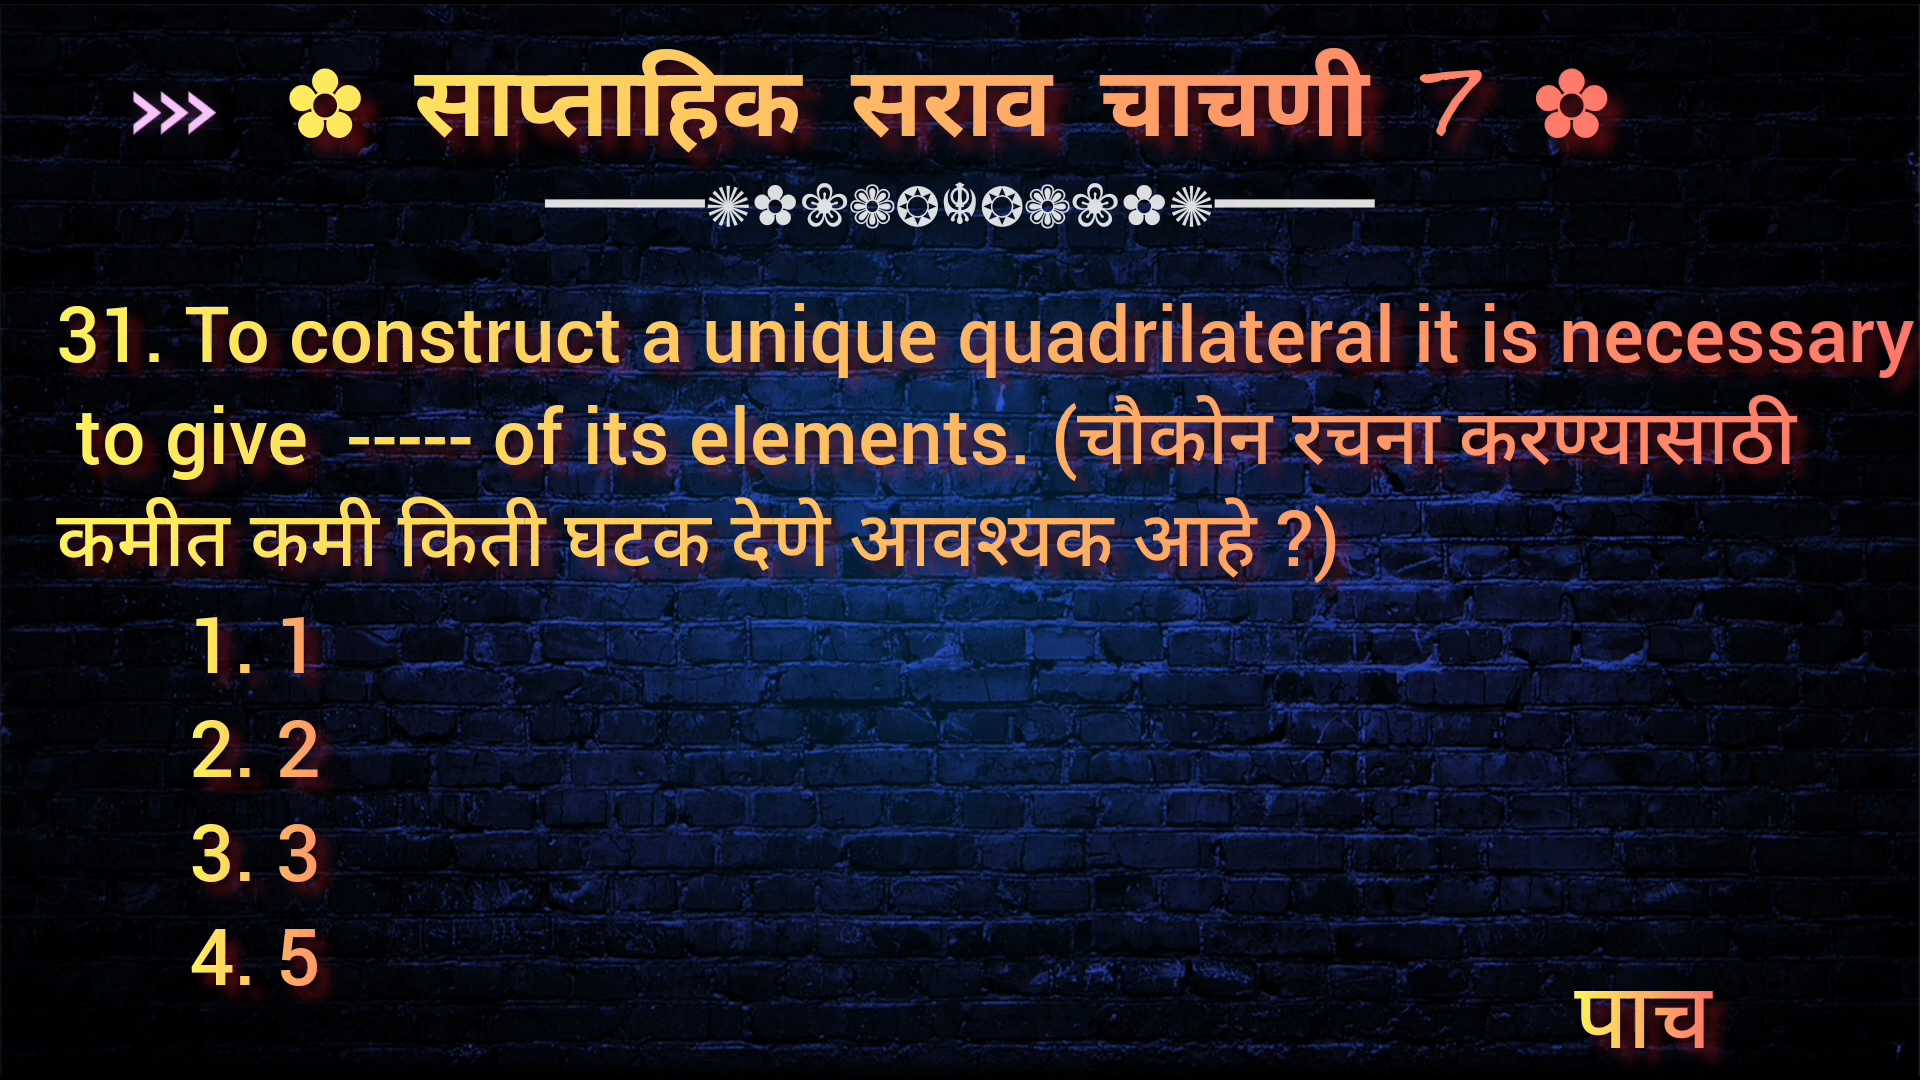 >>> ✿ साप्ताहिक सराव चाचणी 7 ✿
31. To construct a unique quadrilateral it is necessary
to give ----- of its elements. (चौकोन रचना करण्यासाठी
कमीत कमी किती घटक देणे आवश्यक आहे ?)
1. 1
2. 2
3. 3
4. 5
पाच